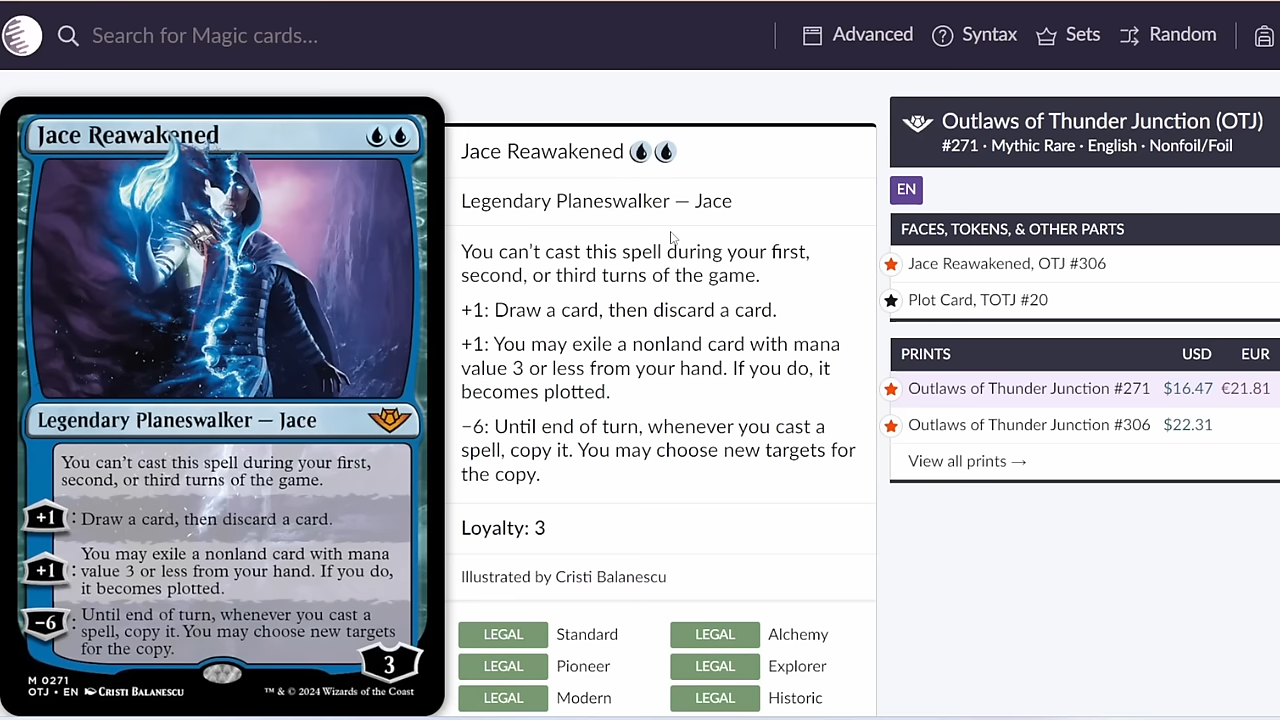 Search for Magic cards...
Advanced
Syntax
Sets
Random
Jace Reawakened
Legendary Planeswalker — Jace
You can't cast this spell during your first,
second, or third turns of the game.
+1: Draw a card, then discard a card.
+1: You may exile a nonland card with mana
value 3 or less from your hand. If you do,
it becomes plotted.
−6: Until end of turn, whenever you cast a
spell, copy it. You may choose new targets
for the copy.
3
M 0271
OTJ • EN CRISTI BALANESCU
™ & © 2024 Wizards of the Coast
Jace Reawakened
Legendary Planeswalker — Jace
You can’t cast this spell during your first,
second, or third turns of the game.
+1: Draw a card, then discard a card.
+1: You may exile a nonland card with mana
value 3 or less from your hand. If you do, it
becomes plotted.
−6: Until end of turn, whenever you cast a
spell, copy it. You may choose new targets for
the copy.
Loyalty: 3
Illustrated by Cristi Balanescu
LEGAL Standard LEGAL Alchemy
LEGAL Pioneer LEGAL Explorer
LEGAL Modern LEGAL Historic
Outlaws of Thunder Junction (OTJ)
#271 · Mythic Rare · English · Nonfoil/Foil
EN
FACES, TOKENS, & OTHER PARTS
Jace Reawakened, OTJ #306
Plot Card, TOTJ #20
PRINTS USD EUR
Outlaws of Thunder Junction #271 $16.47 €21.81
Outlaws of Thunder Junction #306 $22.31
View all prints →